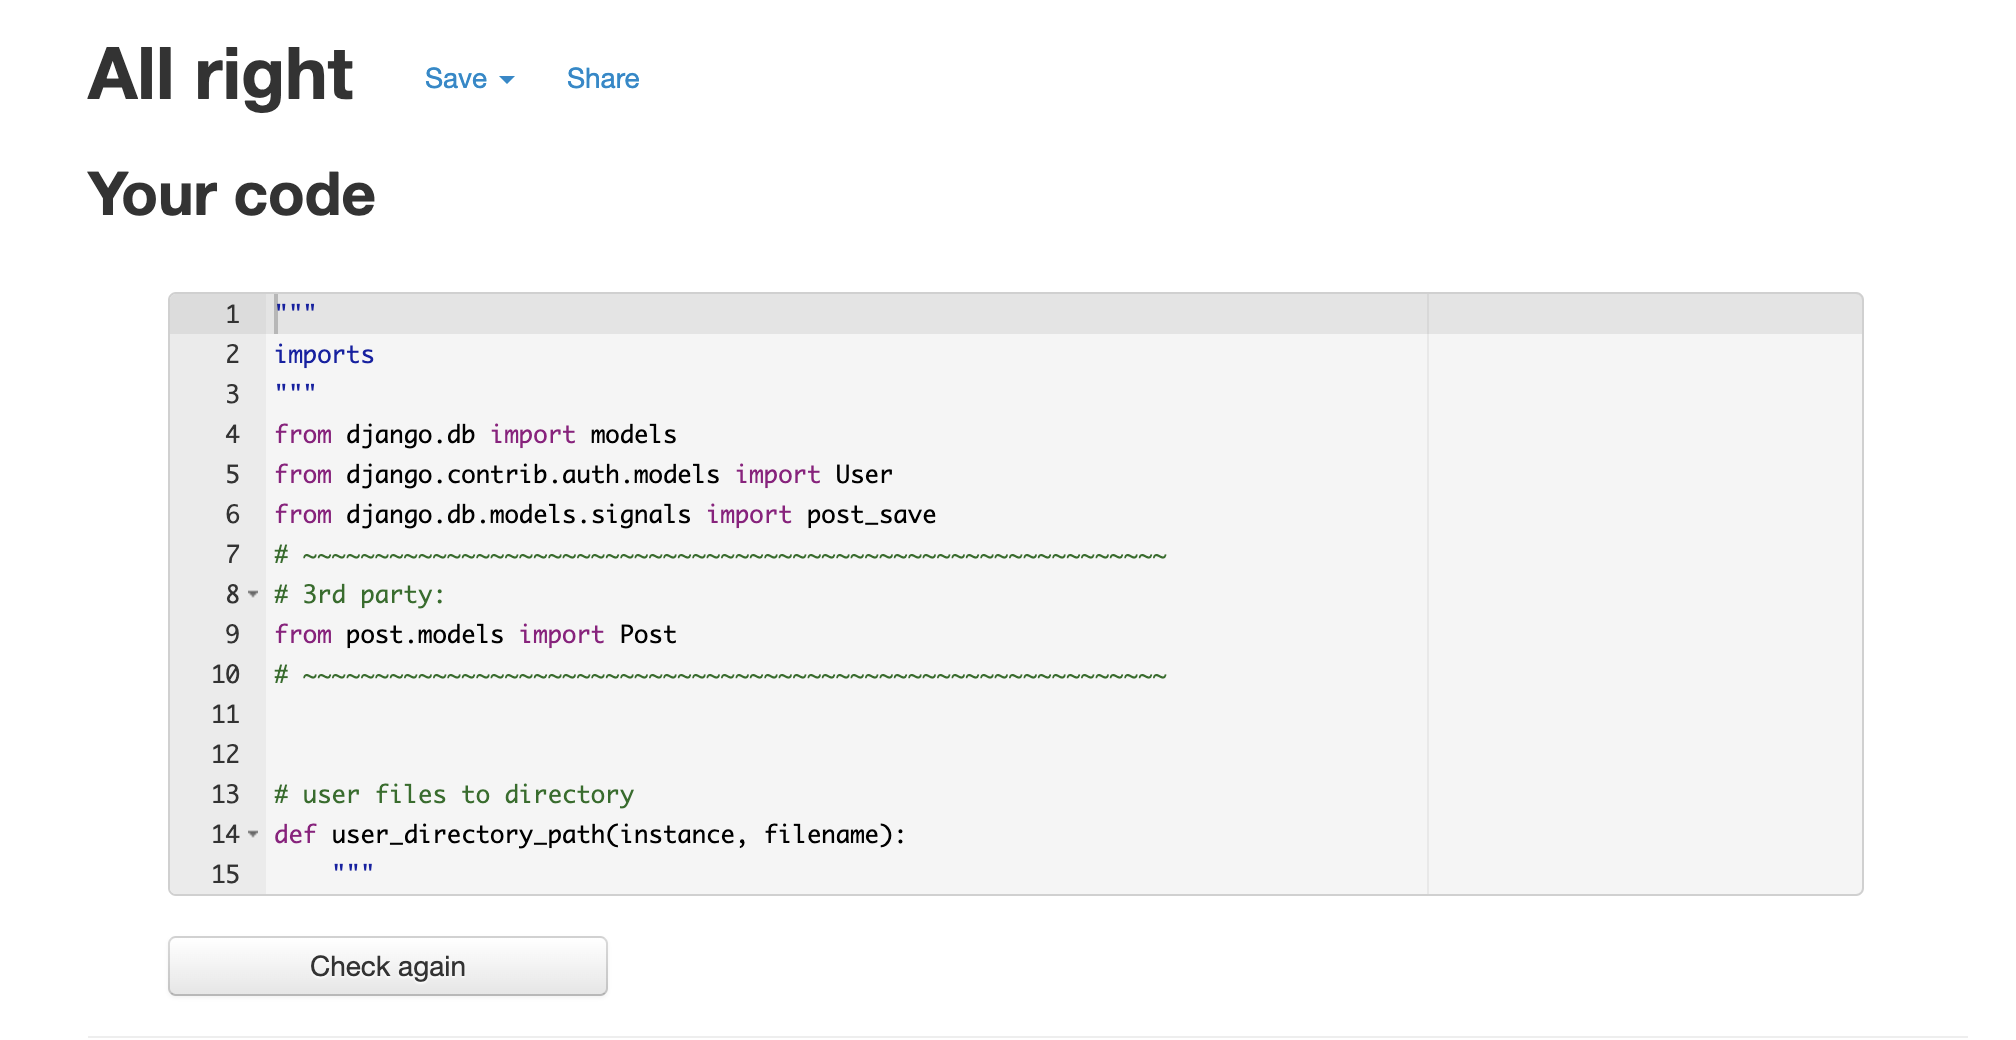 All right Save Share
Your code
1 """
2 imports
3 """
4 from django.db import models
5 from django.contrib.auth.models import User
6 from django.db.models.signals import post_save
7 # ~~~~~~~~~~~~~~~~~~~~~~~~~~~~~~~~~~~~~~~~~~~~~~~~~~~~~~~~~~~~
8 # 3rd party:
9 from post.models import Post
10 # ~~~~~~~~~~~~~~~~~~~~~~~~~~~~~~~~~~~~~~~~~~~~~~~~~~~~~~~~~~~~
11
12
13 # user files to directory
14 def user_directory_path(instance, filename):
15     """
Check again